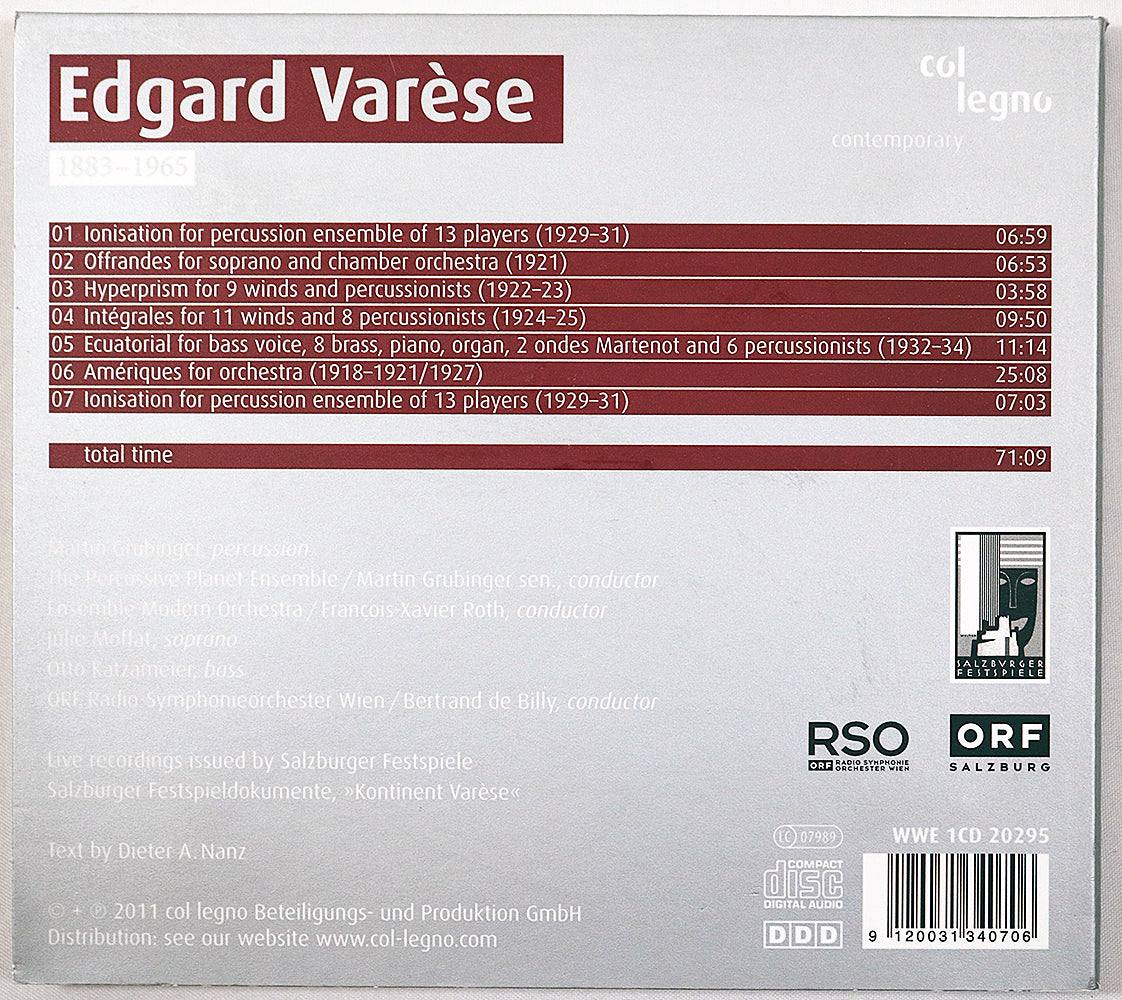 Edgard Varèse
1883–1965
col
legno
contemporary
01 Ionisation for percussion ensemble of 13 players (1929–31) 06:59
02 Offrandes for soprano and chamber orchestra (1921) 06:53
03 Hyperprism for 9 winds and percussionists (1922–23) 03:58
04 Intégrales for 11 winds and 8 percussionists (1924–25) 09:50
05 Ecuatorial for bass voice, 8 brass, piano, organ, 2 ondes Martenot and 6 percussionists (1932–34) 11:14
06 Amériques for orchestra (1918–1921/1927) 25:08
07 Ionisation for percussion ensemble of 13 players (1929–31) 07:03
total time 71:09
Martin Grubinger, percussion
The Percussive Planet Ensemble / Martin Grubinger sen., conductor
Ensemble Modern Orchestra / François-Xavier Roth, conductor
Julie Moffat, soprano
Otto Katzameier, bass
ORF Radio-Symphonieorchester Wien / Bertrand de Billy, conductor
Live recordings issued by Salzburger Festspiele
Salzburger Festspieldokumente, »Kontinent Varèse«
Text by Dieter A. Nanz
© + ℗ 2011 col legno Beteiligungs- und Produktion GmbH
Distribution: see our website www.col-legno.com
SALZBURGER
FESTSPIELE
RSO
ORF RADIO SYMPHONIE
ORCHESTER WIEN
ORF
SALZBURG
LC 07989
WWE 1CD 20295
COMPACT
disc
DIGITAL AUDIO
DDD
9 120031 340706